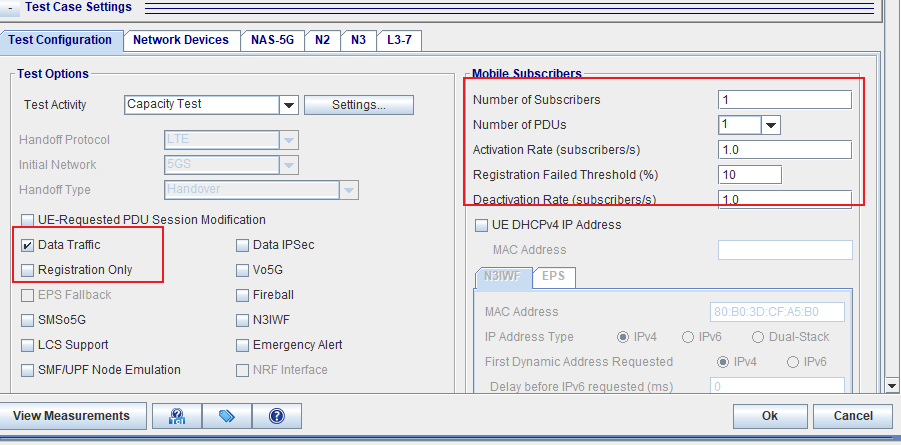 - Test Case Settings
Test Configuration Network Devices NAS-5G N2 N3 L3-7
Test Options
Test Activity Capacity Test Settings...
Handoff Protocol LTE
Initial Network 5GS
Handoff Type Handover
UE-Requested PDU Session Modification
Data Traffic Data IPSec
Registration Only Vo5G
EPS Fallback Fireball
SMSo5G N3IWF
LCS Support Emergency Alert
SMF/UPF Node Emulation NRF Interface
Mobile Subscribers
Number of Subscribers 1
Number of PDUs 1
Activation Rate (subscribers/s) 1.0
Registration Failed Threshold (%) 10
Deactivation Rate (subscribers/s) 1.0
UE DHCPv4 IP Address
MAC Address
N3IWF EPS
MAC Address 80:B0:3D:CF:A5:B0
IP Address Type IPv4 IPv6 Dual-Stack
First Dynamic Address Requested IPv4 IPv6
Delay before IPv6 requested (ms) 0
View Measurements Tcl ? Ok Cancel